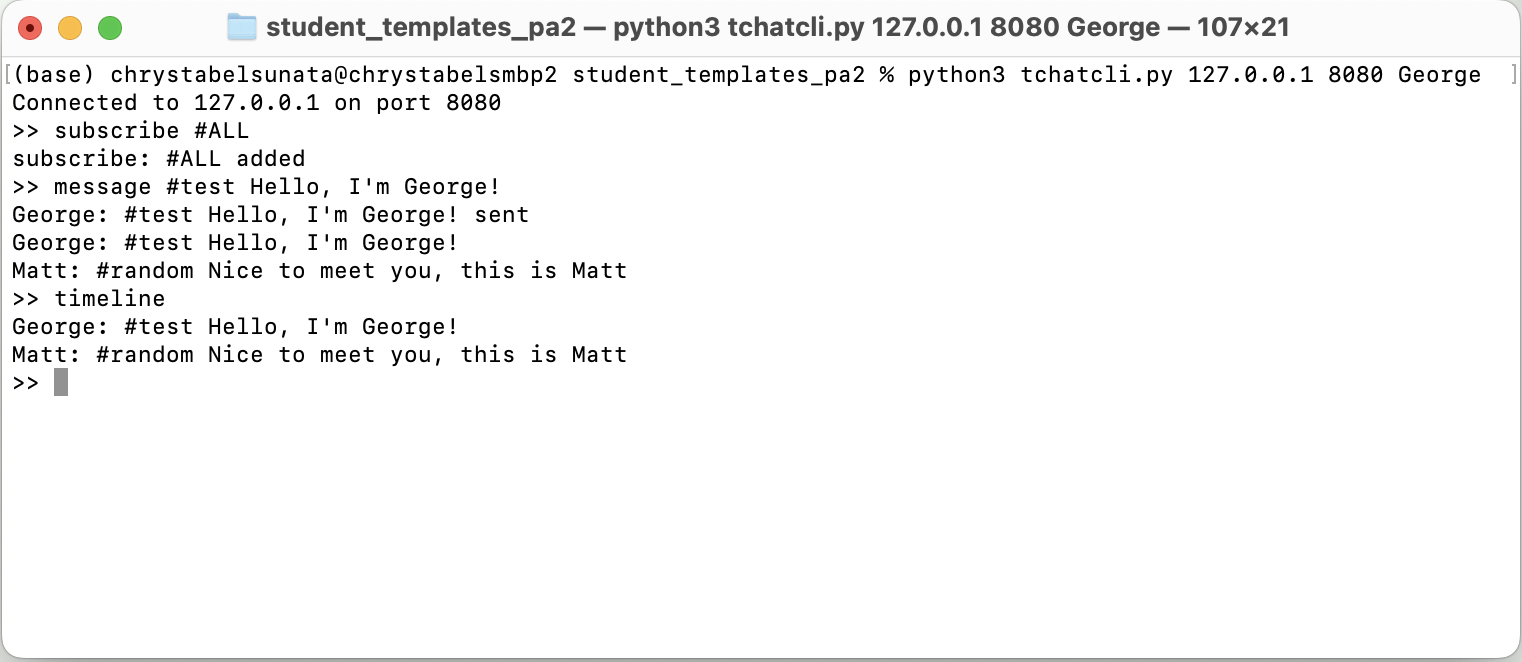 student_templates_pa2 — python3 tchatcli.py 127.0.0.1 8080 George — 107×21
[(base) chrystabelsunata@chrystabelsmbp2 student_templates_pa2 % python3 tchatcli.py 127.0.0.1 8080 George ]
Connected to 127.0.0.1 on port 8080
>> subscribe #ALL
subscribe: #ALL added
>> message #test Hello, I'm George!
George: #test Hello, I'm George! sent
George: #test Hello, I'm George!
Matt: #random Nice to meet you, this is Matt
>> timeline
George: #test Hello, I'm George!
Matt: #random Nice to meet you, this is Matt
>>